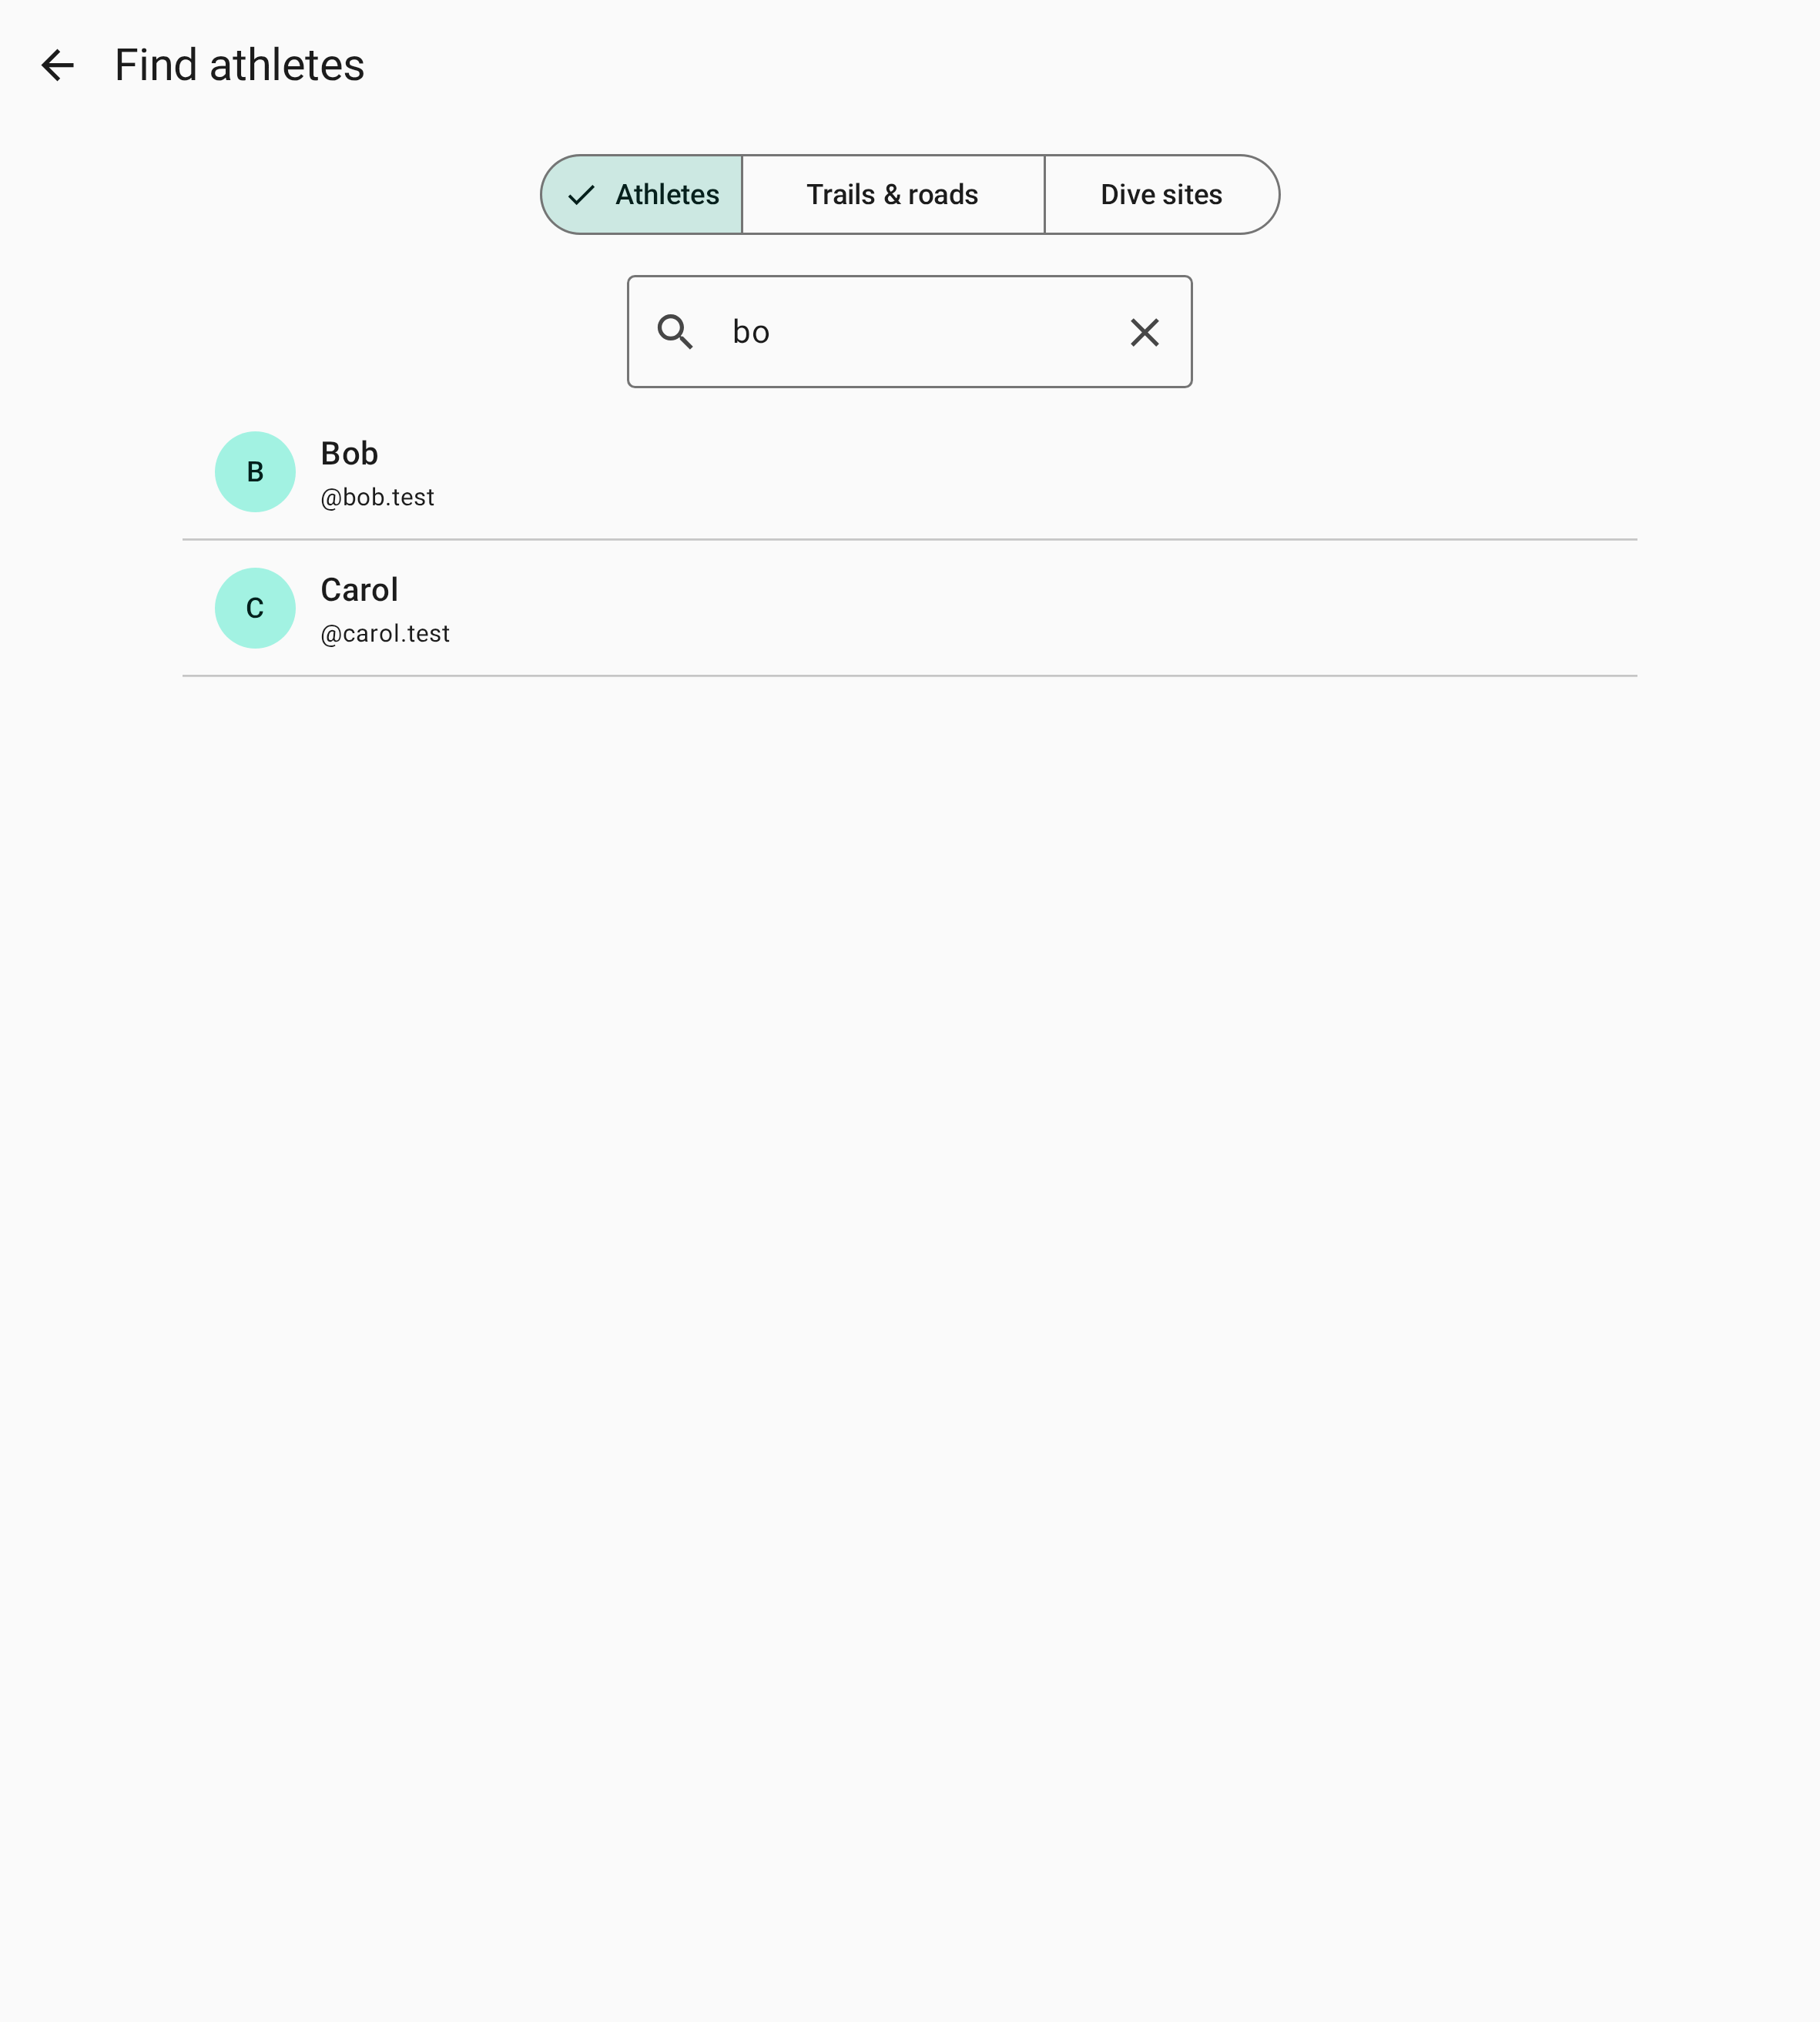 Find athletes
Athletes
Trails & roads
Dive sites
bo
B
Bob
@bob.test
C
Carol
@carol.test